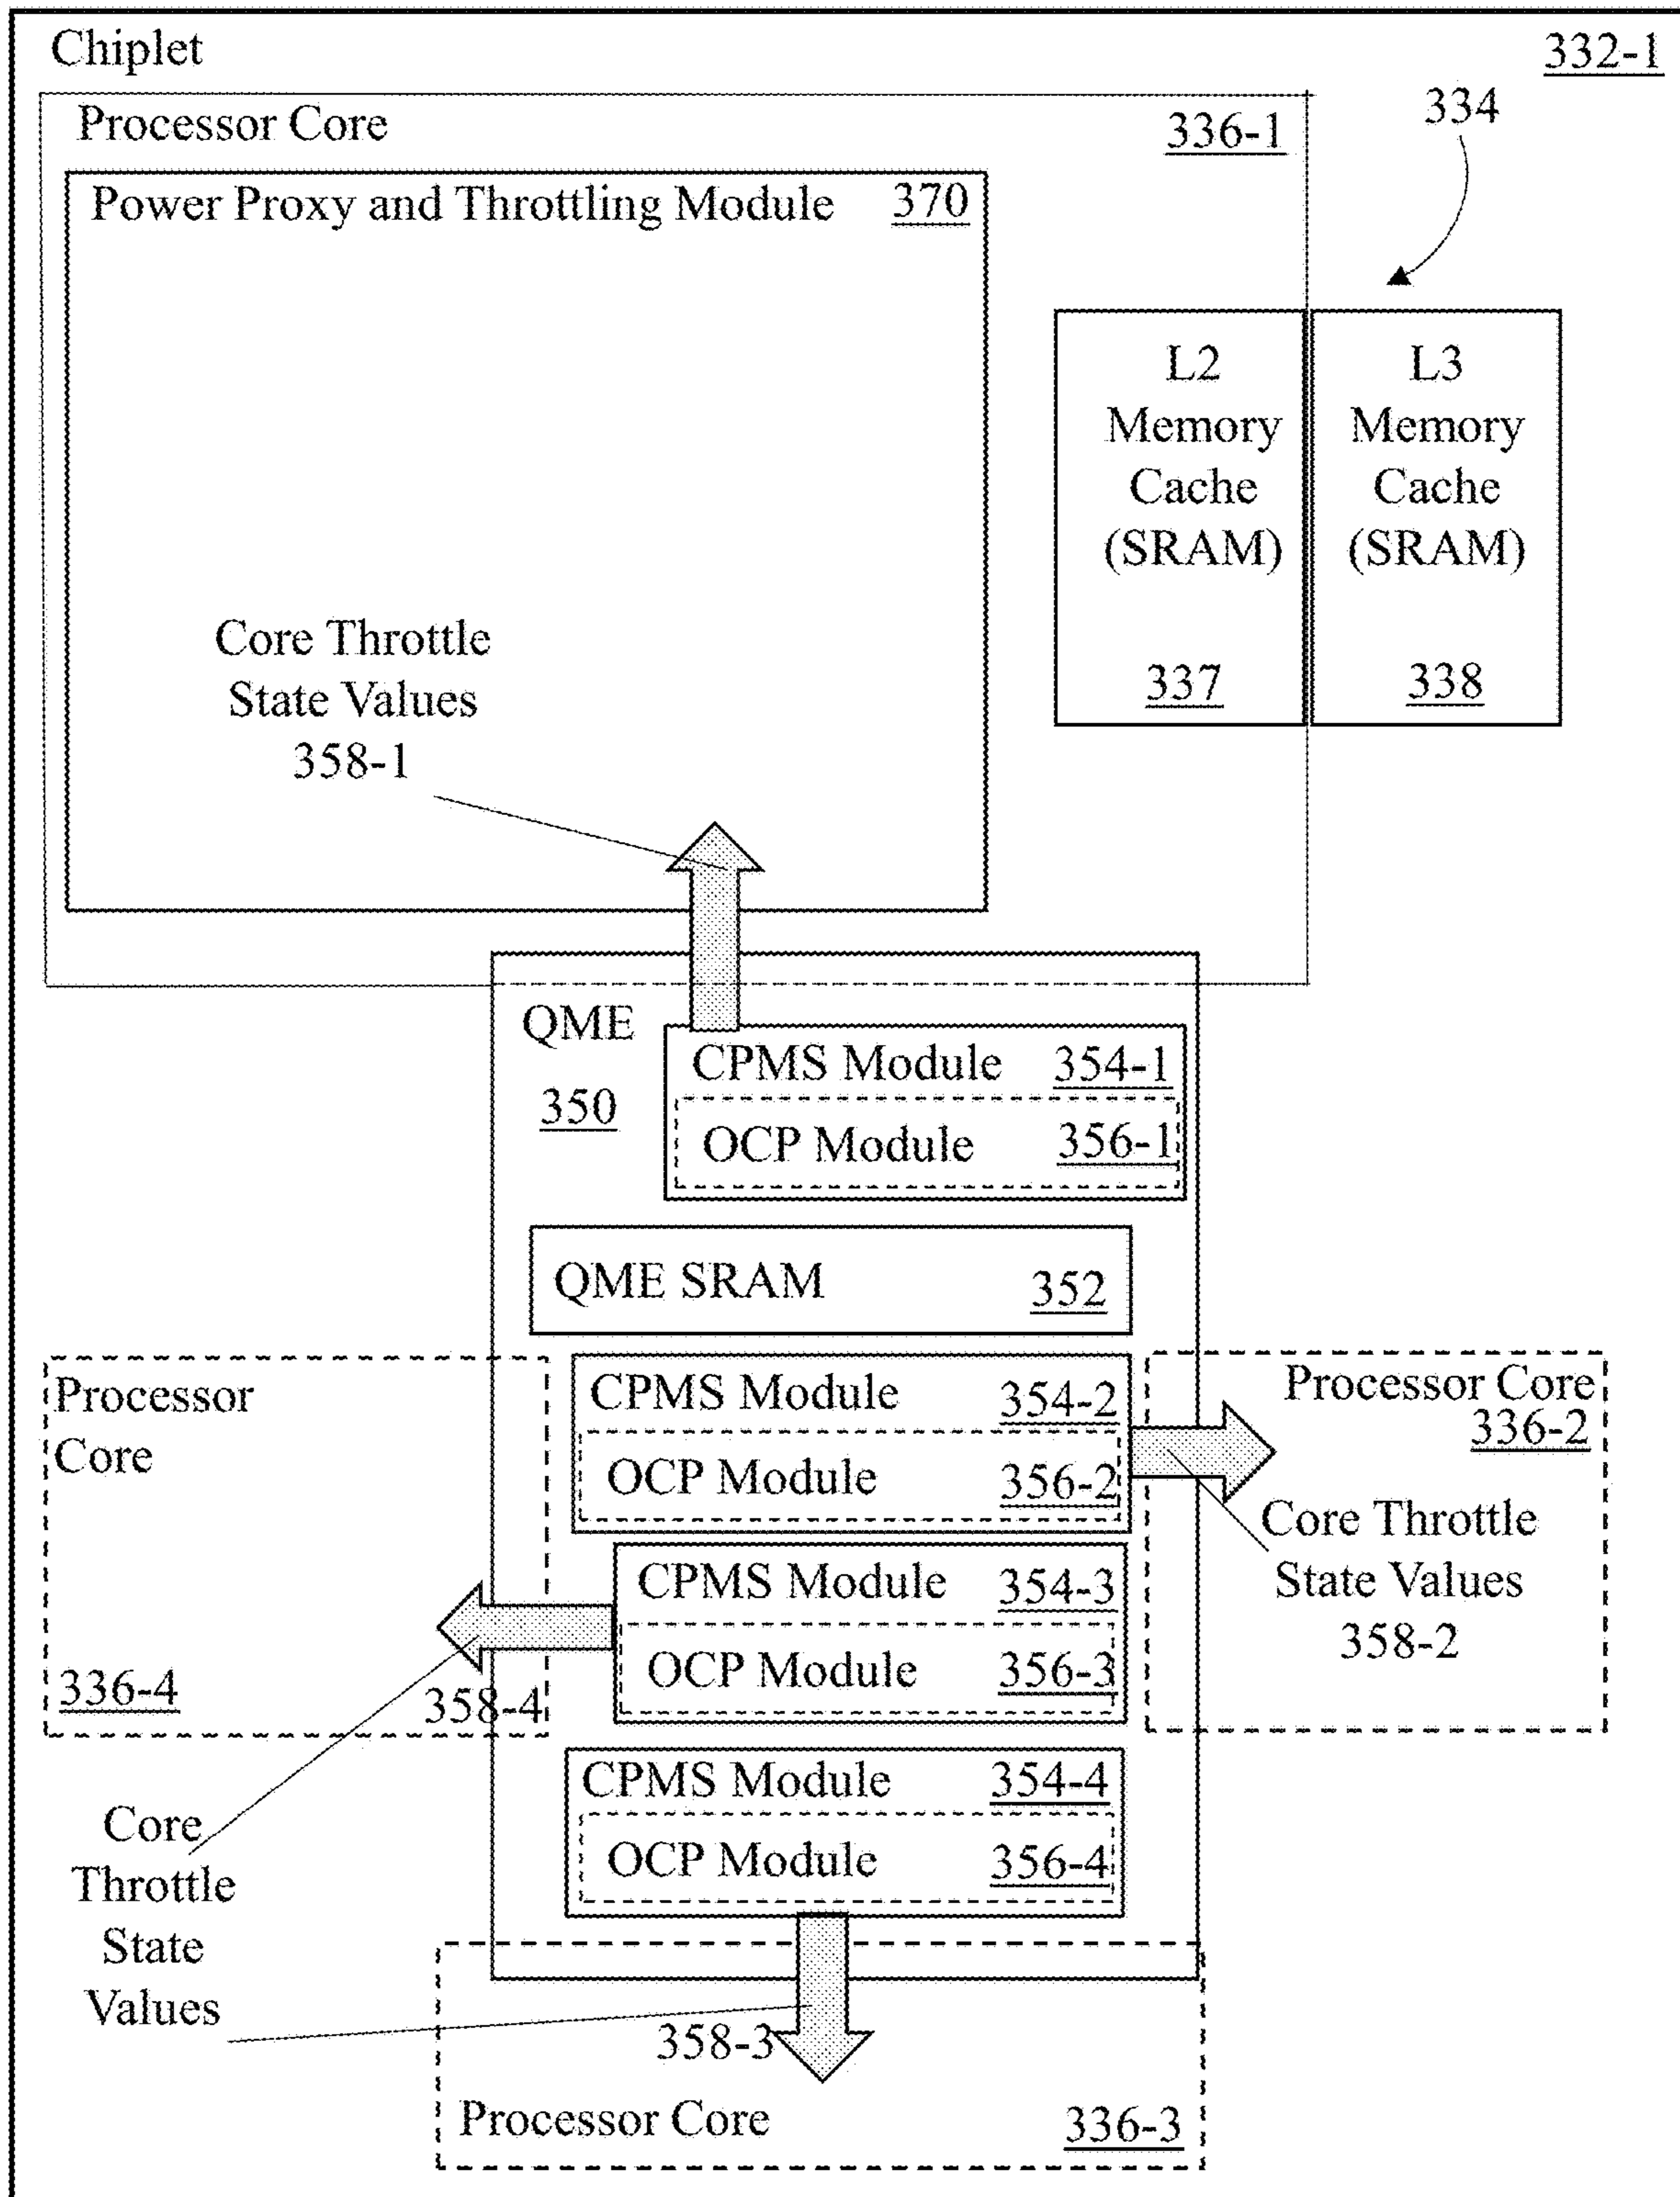 Chiplet
332-1
Processor Core
336-1
334
Power Proxy and Throttling Module
370
L2
Memory
Cache
(SRAM)
337
L3
Memory
Cache
(SRAM)
338
Core Throttle
State Values
358-1
QME
350
CPMS Module
354-1
OCP Module
356-1
QME SRAM
352
Processor
Core
336-4
CPMS Module
354-2
OCP Module
356-2
Processor Core
336-2
Core Throttle
State Values
358-2
CPMS Module
354-3
OCP Module
356-3
358-4
CPMS Module
354-4
OCP Module
356-4
Core
Throttle
State
Values
358-3
Processor Core
336-3